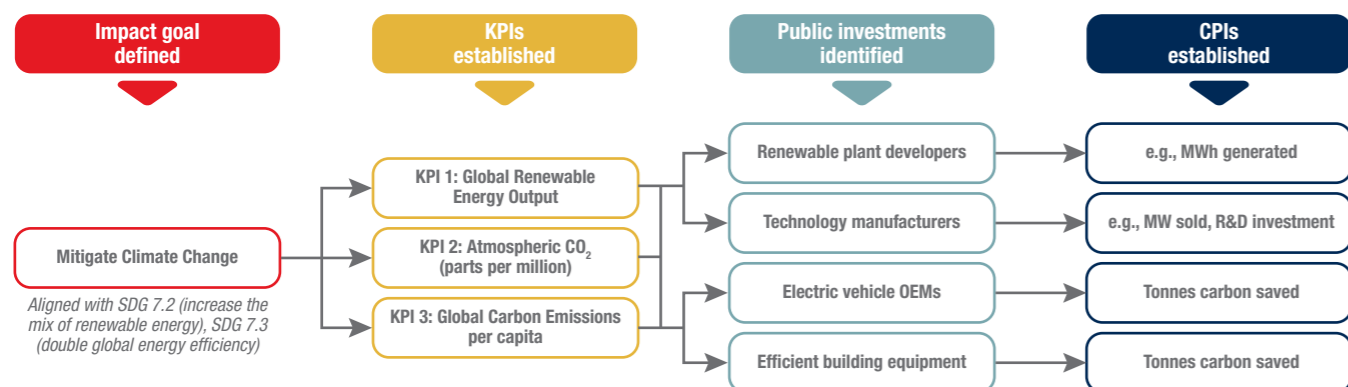 Impact goal
defined
KPIs
established
Public investments
identified
CPIs
established
Mitigate Climate Change
Aligned with SDG 7.2 (increase the
mix of renewable energy), SDG 7.3
(double global energy efficiency)
KPI 1: Global Renewable
Energy Output
KPI 2: Atmospheric CO₂
(parts per million)
KPI 3: Global Carbon Emissions
per capita
Renewable plant developers
e.g., MWh generated
Technology manufacturers
e.g., MW sold, R&D investment
Electric vehicle OEMs
Tonnes carbon saved
Efficient building equipment
Tonnes carbon saved